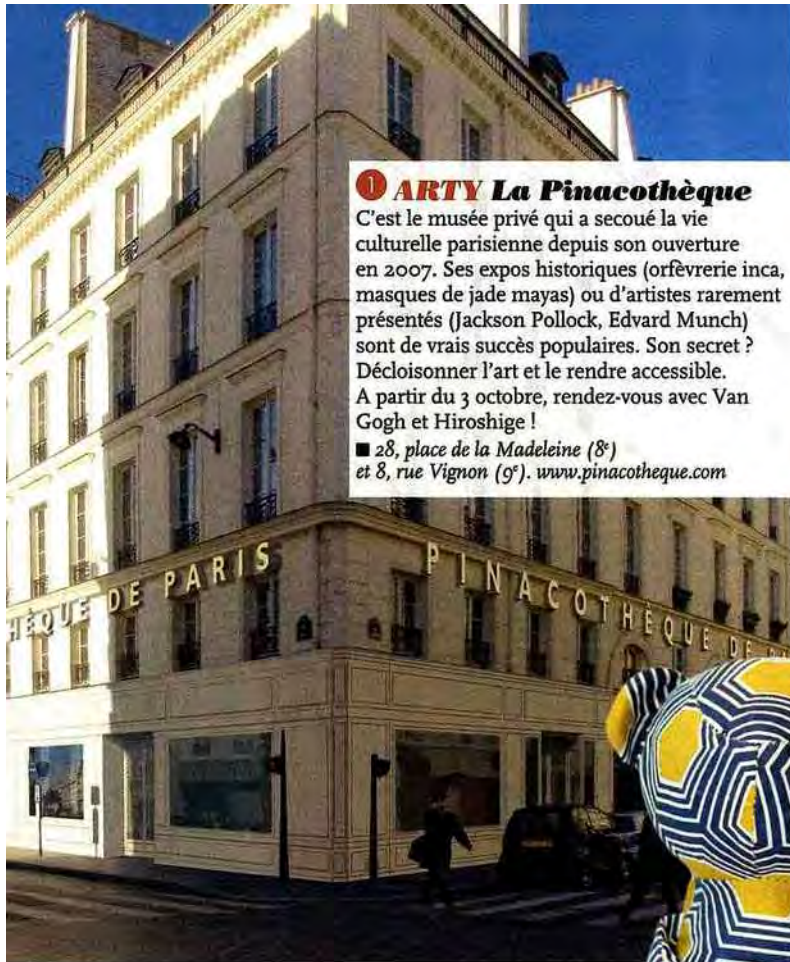 1 ARTY La Pinacothèque
C'est le musée privé qui a secoué la vie
culturelle parisienne depuis son ouverture
en 2007. Ses expos historiques (orfèvrerie inca,
masques de jade mayas) ou d'artistes rarement
présentés (Jackson Pollock, Edvard Munch)
sont de vrais succès populaires. Son secret ?
Décloisonner l'art et le rendre accessible.
A partir du 3 octobre, rendez-vous avec Van
Gogh et Hiroshige !
■ 28, place de la Madeleine (8e)
et 8, rue Vignon (9e). www.pinacotheque.com
HÈQUE DE PARIS
PINACOTHÈQUE DE P